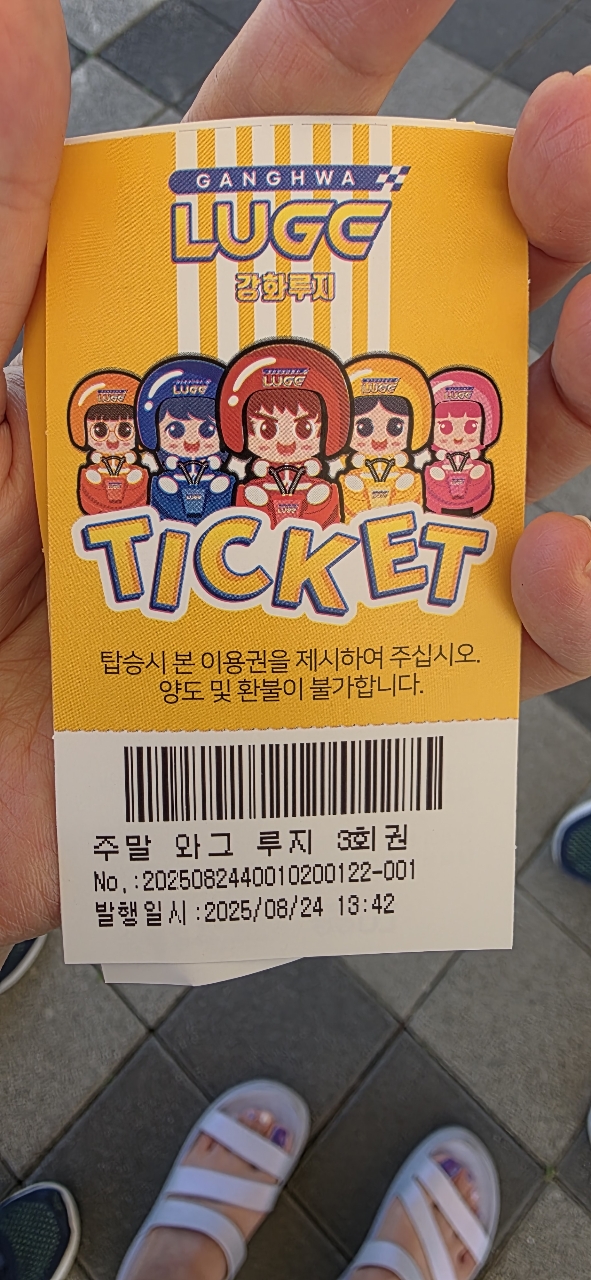 GANGHWA
LUGE
강화루지
LUGE
LUGE
LUGE
LUGE
LUGE
TICKET
탑승시 본 이용권을 제시하여 주십시오.
양도 및 환불이 불가합니다.
주말 와그 루지 3회권
No.:2025082440010200122-001
발행일시:2025/08/24 13:42